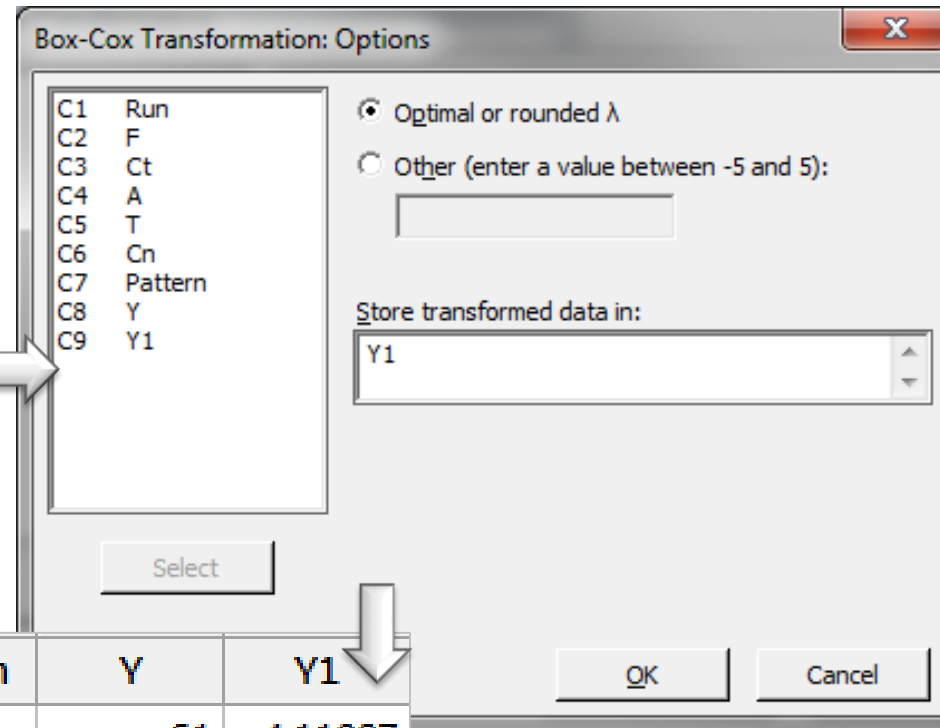 Box-Cox Transformation: Options
x
C1 Run
C2 F
C3 Ct
C4 A
C5 T
C6 Cn
C7 Pattern
C8 Y
C9 Y1
Optimal or rounded λ
Other (enter a value between -5 and 5):
Store transformed data in:
Y1
Select
OK Cancel
Y Y1